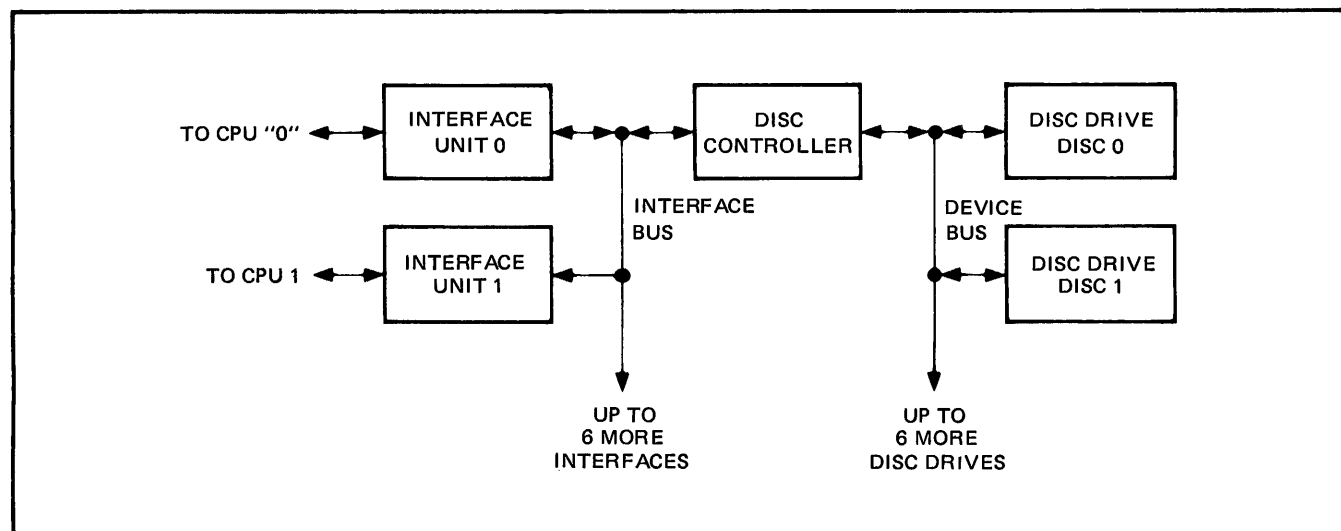 TO CPU "0"
INTERFACE
UNIT 0
DISC
CONTROLLER
DISC DRIVE
DISC 0
INTERFACE
BUS
DEVICE
BUS
TO CPU 1
INTERFACE
UNIT 1
DISC DRIVE
DISC 1
UP TO
6 MORE
INTERFACES
UP TO
6 MORE
DISC DRIVES